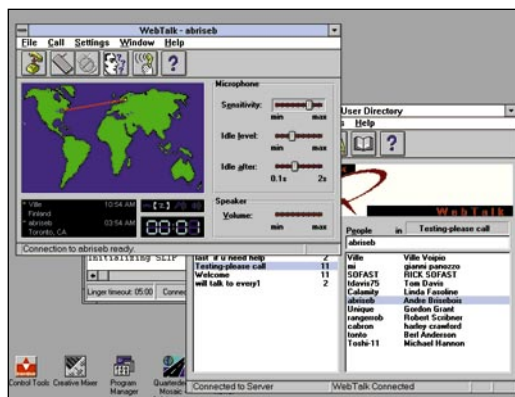 WebTalk - abriseb
File Call Settings Window Help
Microphone
Sensitivity:
min max
Idle level:
min max
Idle after:
0.1s 2s
Speaker
Volume:
min max
Ville 10:54 AM
Finland
abriseb 03:54 AM
Toronto, CA
00:01
Connection to abriseb ready.
User Directory
Help
WebTalk
People in Testing-please call
abriseb
Ville Ville Voipio
mi gianni panozzo
SOFAST RICK SOFAST
tdavis75 Tom Davis
Calamity Linda Fasoline
abriseb Andre Brisebois
Unique Gordon Grant
rangerrob Robert Scribner
cabron harley crawford
tonto Berl Anderson
Toshi-11 Michael Hannon
last if u need help 2
Testing-please call 11
Welcome 11
will talk to every1 2
Connected to Server WebTalk Connected
Initializing SLIP
Linger timeout: 05:00
Control Tools
Creative Mixer
Program Manager
Quarterdeck Mosaic